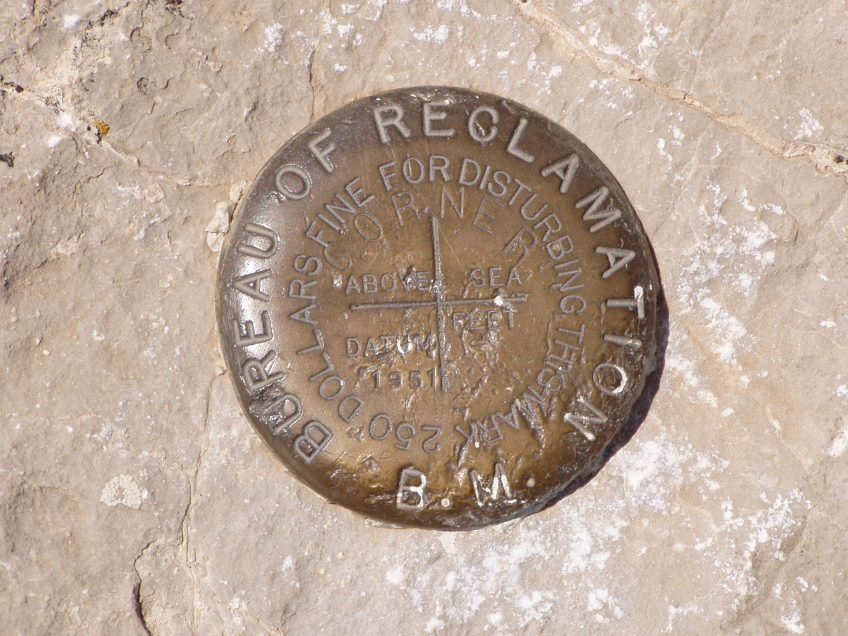 BUREAU OF RECLAMATION
250 DOLLARS FINE FOR DISTURBING THIS MARK
CORNER
ABOVE SEA
FEET
DATUM
1951
B.M.